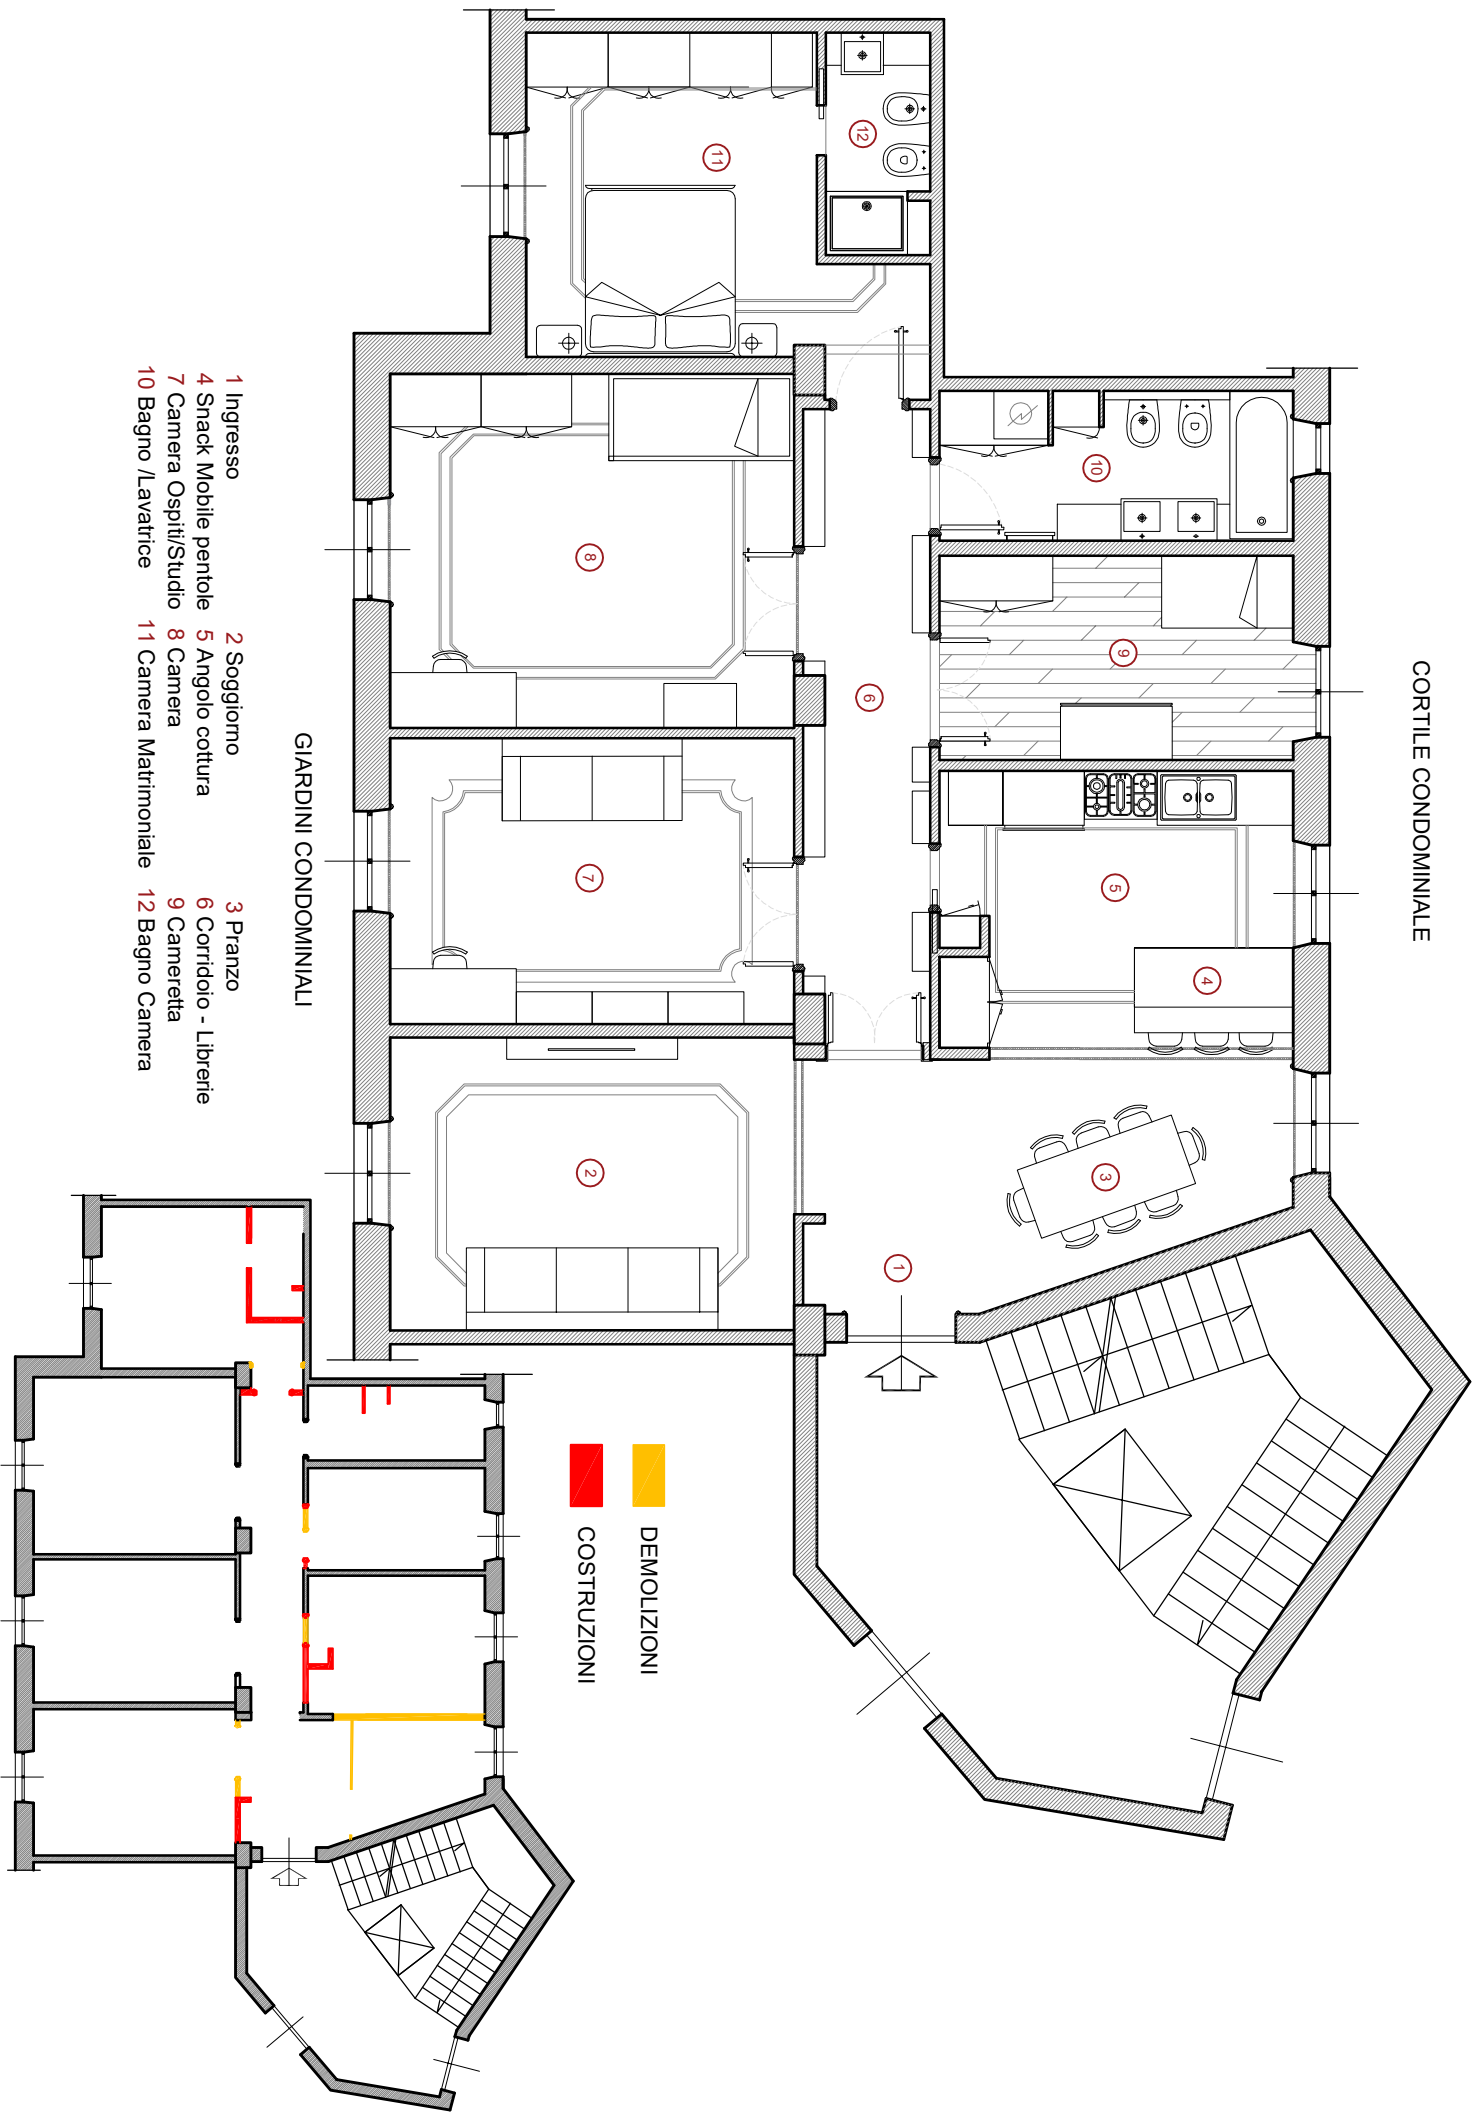 CORTILE CONDOMINIALE
12
11
10
9
8
6
5
7
4
3
2
1
GIARDINI CONDOMINIALI
1 Ingresso 2 Soggiorno 3 Pranzo
4 Snack Mobile pentole 5 Angolo cottura 6 Corridoio - Librerie
7 Camera Ospiti/Studio 8 Camera 9 Cameretta
10 Bagno /Lavatrice 11 Camera Matrimoniale 12 Bagno Camera
DEMOLIZIONI
COSTRUZIONI